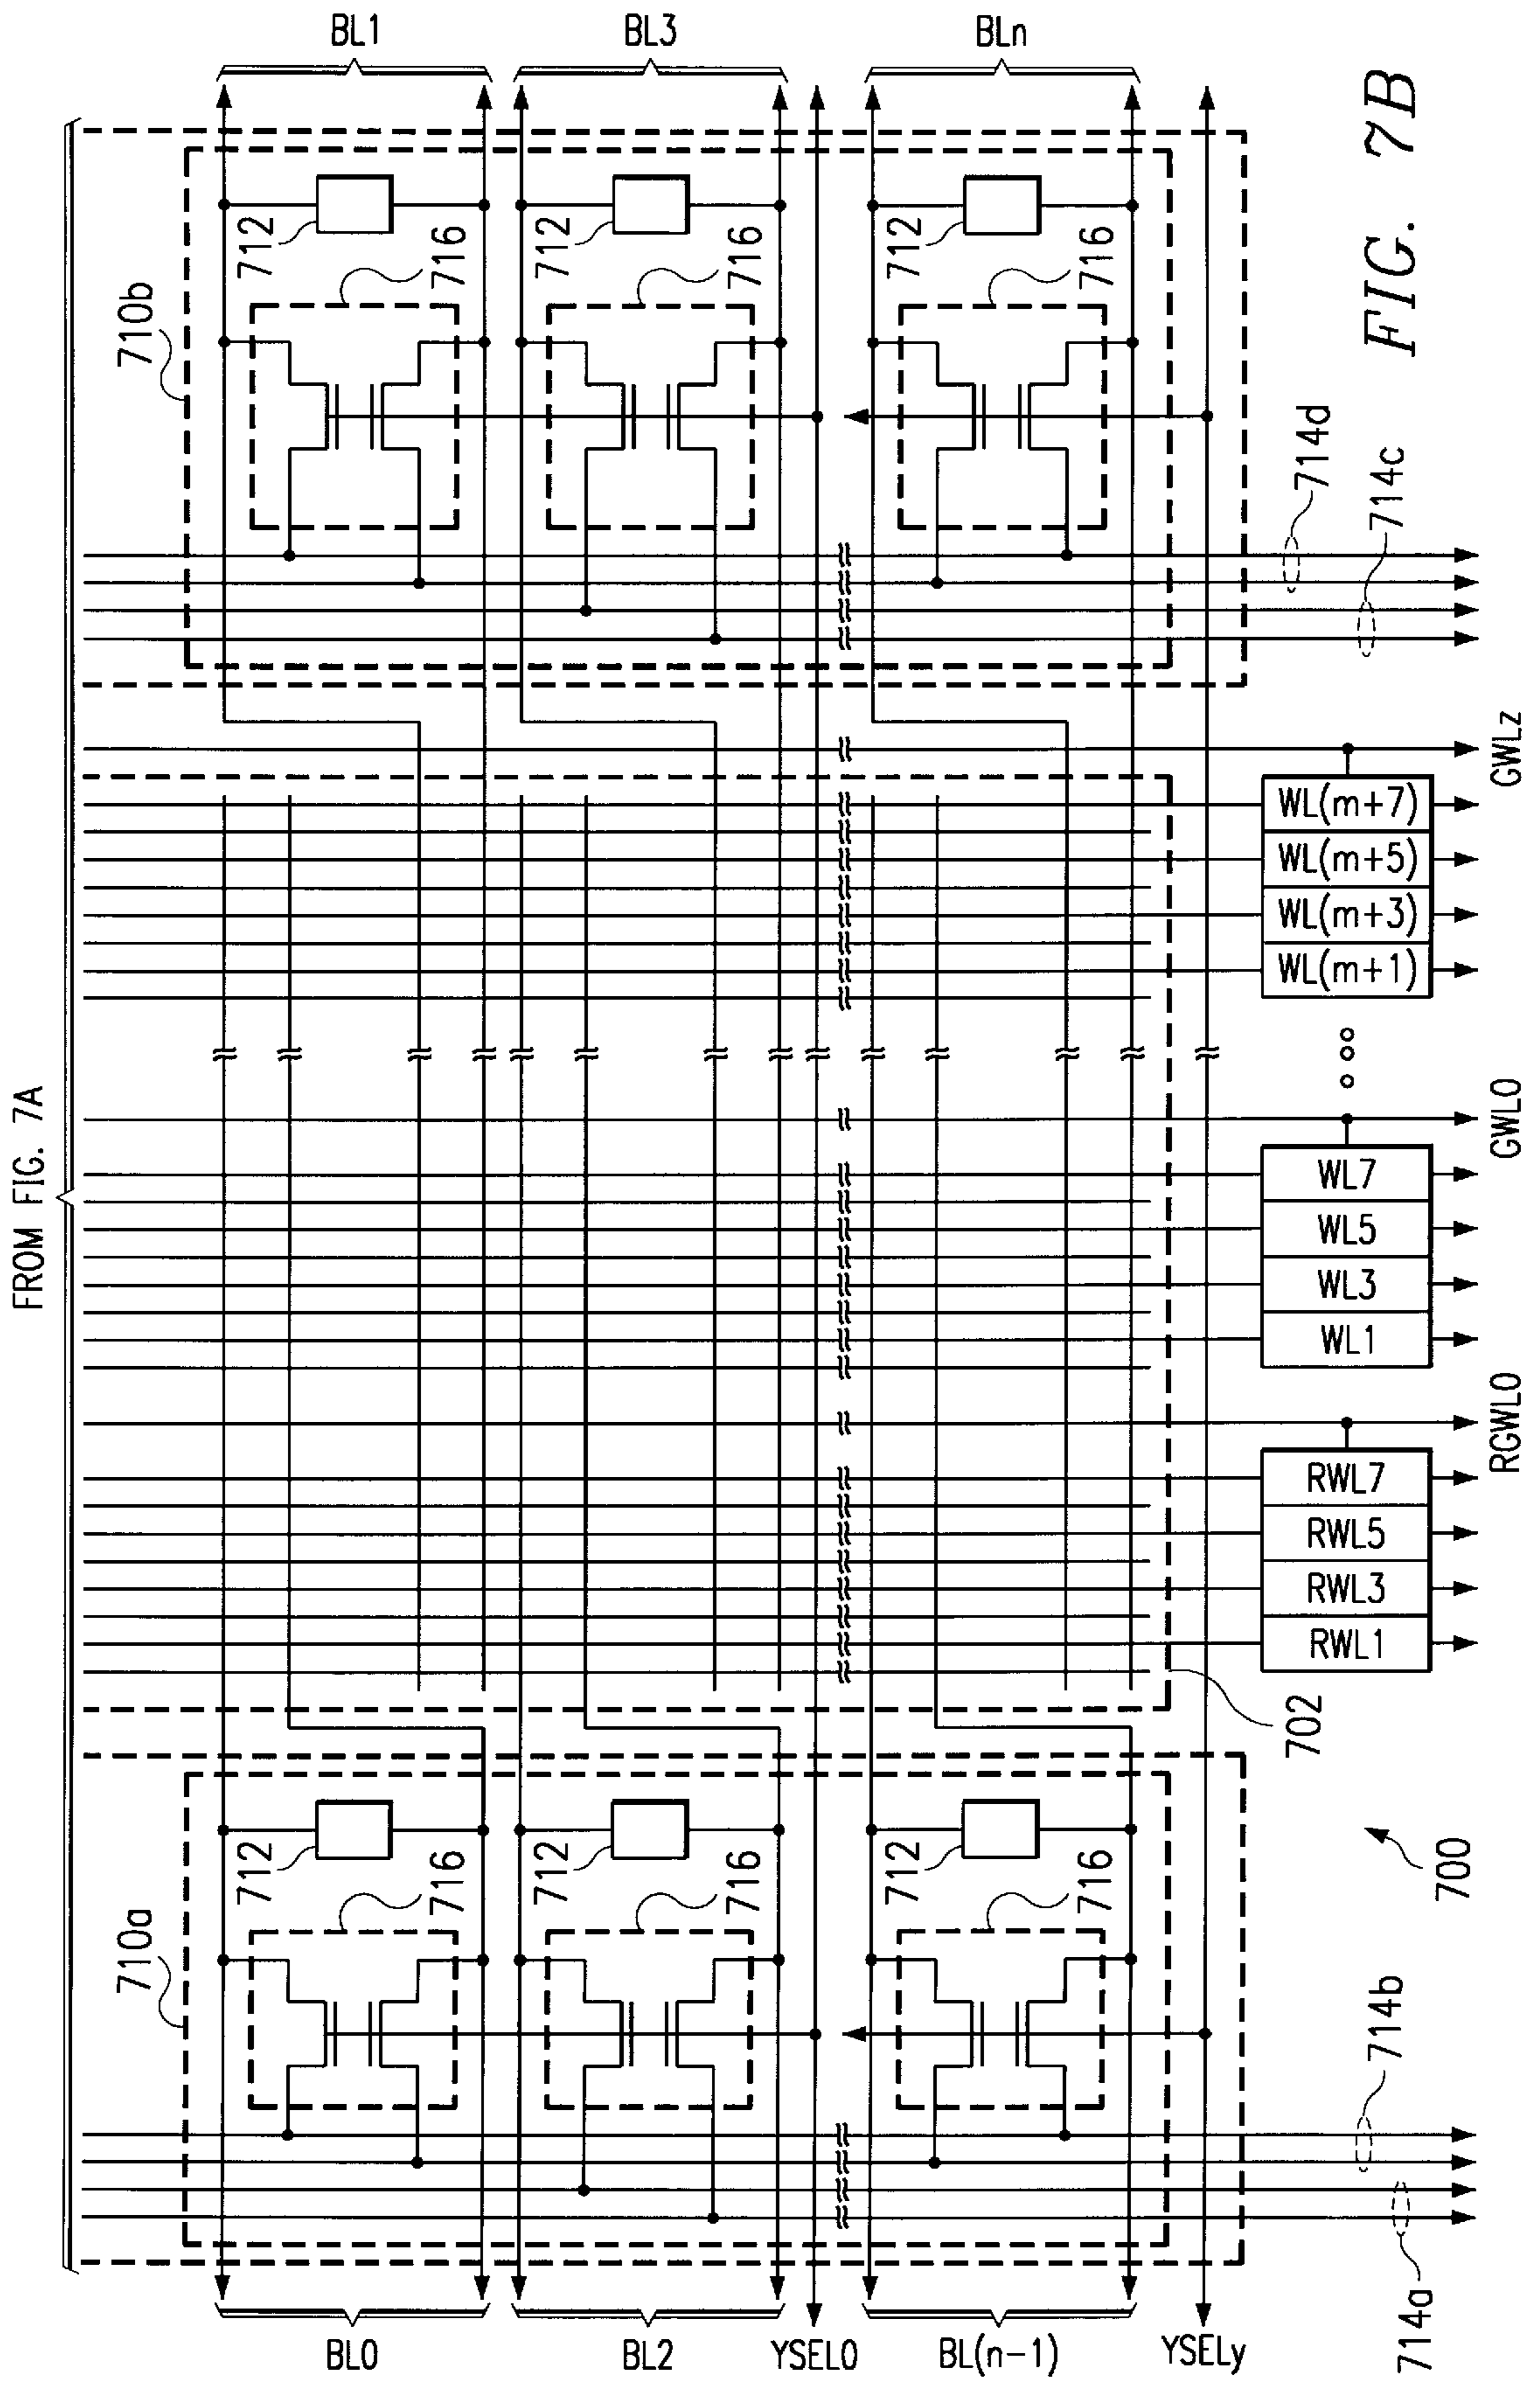 FROM FIG. 7A
BL1
BL3
BLn
710b
712
712
712
716
716
716
FIG. 7B
714d
714c
GWLz
WL(m+7)
WL(m+5)
WL(m+3)
WL(m+1)
GWL0
WL7
WL5
WL3
WL1
RGWL0
RWL7
RWL5
RWL3
RWL1
702
710a
712
712
712
716
716
716
700
714b
714a
BL0
BL2
YSEL0
BL(n-1)
YSELy